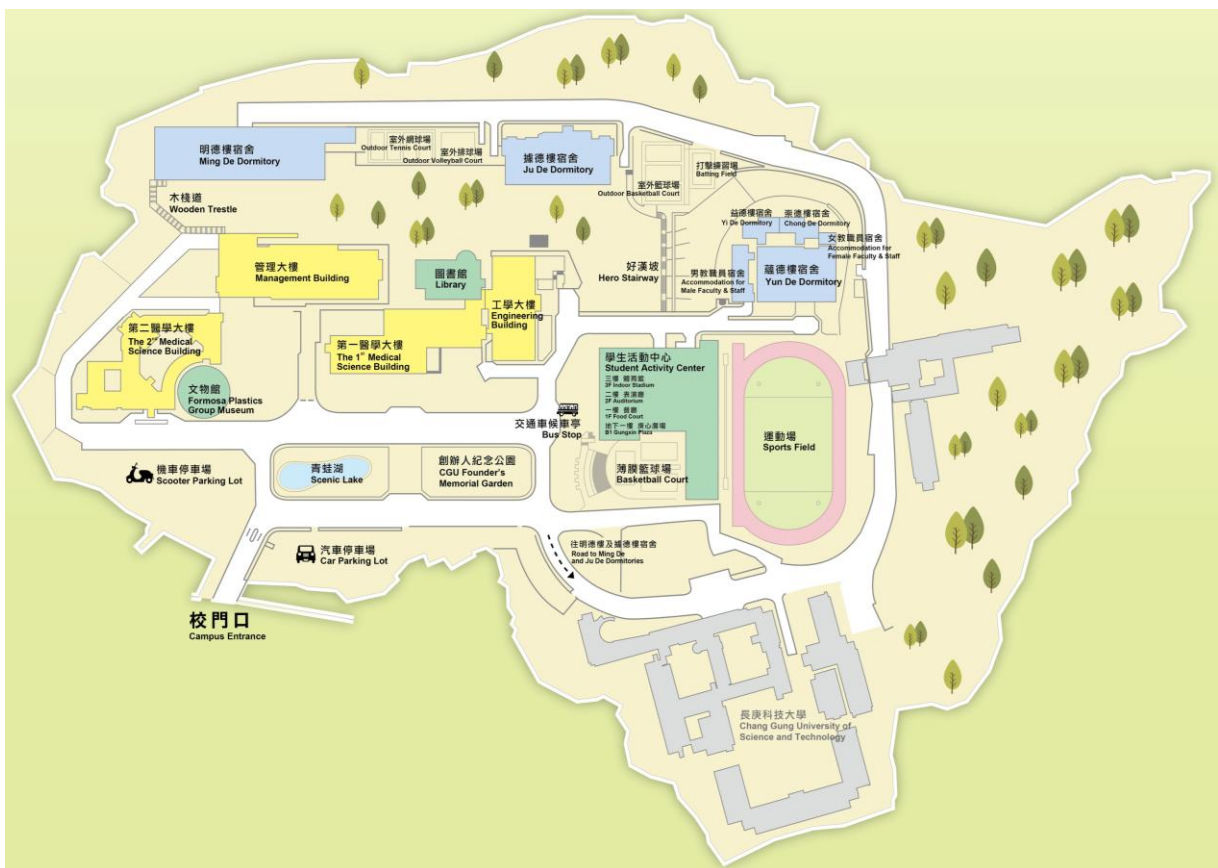 明德樓宿舍
Ming De Dormitory
室外網球場
Outdoor Tennis Court
室外排球場
Outdoor Volleyball Court
據德樓宿舍
Ju De Dormitory
室外籃球場
Outdoor Basketball Court
打擊練習場
Batting Field
木棧道
Wooden Trestle
益德樓宿舍
Yi De Dormitory
崇德樓宿舍
Chong De Dormitory
女教職員宿舍
Accommodation for
Female Faculty & Staff
管理大樓
Management Building
圖書館
Library
好漢坡
Hero Stairway
男教職員宿舍
Accommodation for
Male Faculty & Staff
蘊德樓宿舍
Yun De Dormitory
工學大樓
Engineering
Building
第二醫學大樓
The 2nd Medical
Science Building
第一醫學大樓
The 1st Medical
Science Building
文物館
Formosa Plastics
Group Museum
學生活動中心
Student Activity Center
三樓 體育館
3F Indoor Stadium
二樓 表演廳
2F Auditorium
一樓 餐廳
1F Food Court
B1 Gungxin Plaza
交通車候車亭
Bus Stop
運動場
Sports Field
機車停車場
Scooter Parking Lot
青蛙湖
Scenic Lake
創辦人紀念公園
CGU Founder's
Memorial Garden
薄膜籃球場
Basketball Court
汽車停車場
Car Parking Lot
往明德樓及據德樓宿舍
Road to Ming De
and Ju De Dormitories
校門口
Campus Entrance
長庚科技大學
Chang Gung University of
Science and Technology